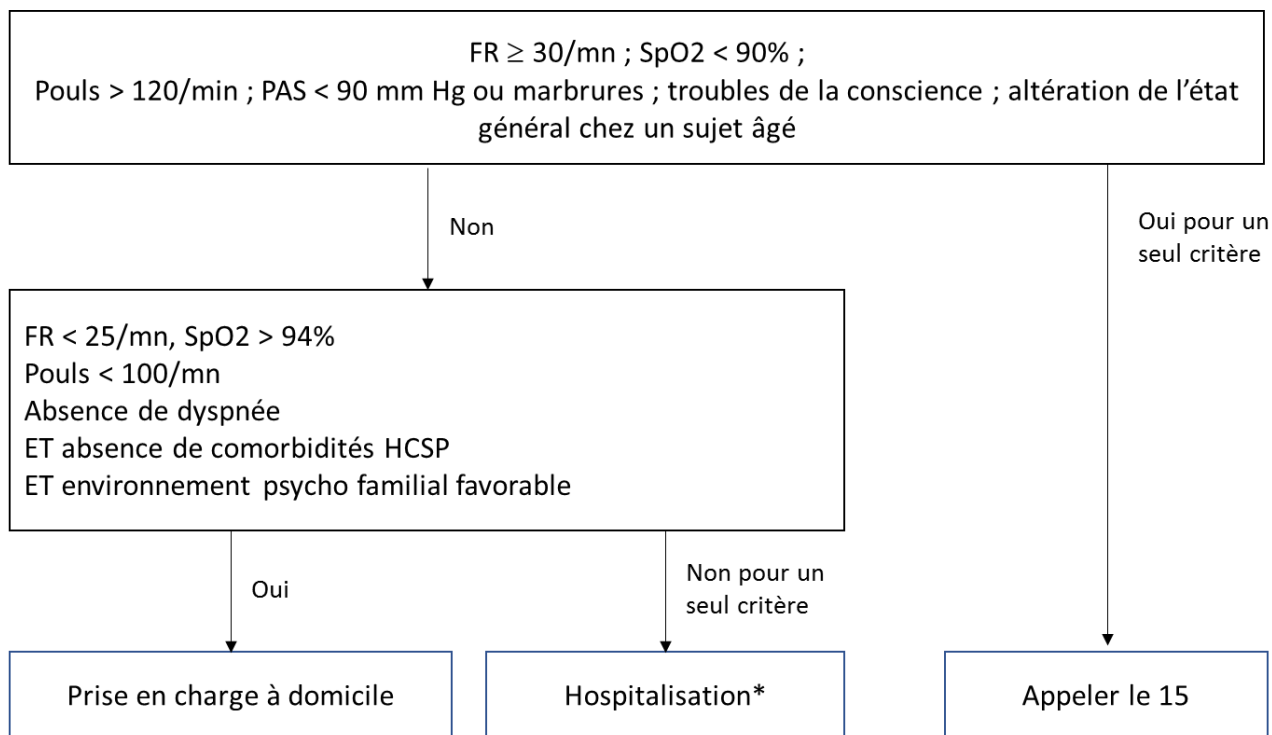 FR ≥ 30/mn ; SpO2 < 90% ;
Pouls > 120/min ; PAS < 90 mm Hg ou marbrures ; troubles de la conscience ; altération de l’état
général chez un sujet âgé
Non
Oui pour un
seul critère
FR < 25/mn, SpO2 > 94%
Pouls < 100/mn
Absence de dyspnée
ET absence de comorbidités HCSP
ET environnement psycho familial favorable
Oui
Non pour un
seul critère
Prise en charge à domicile
Hospitalisation*
Appeler le 15